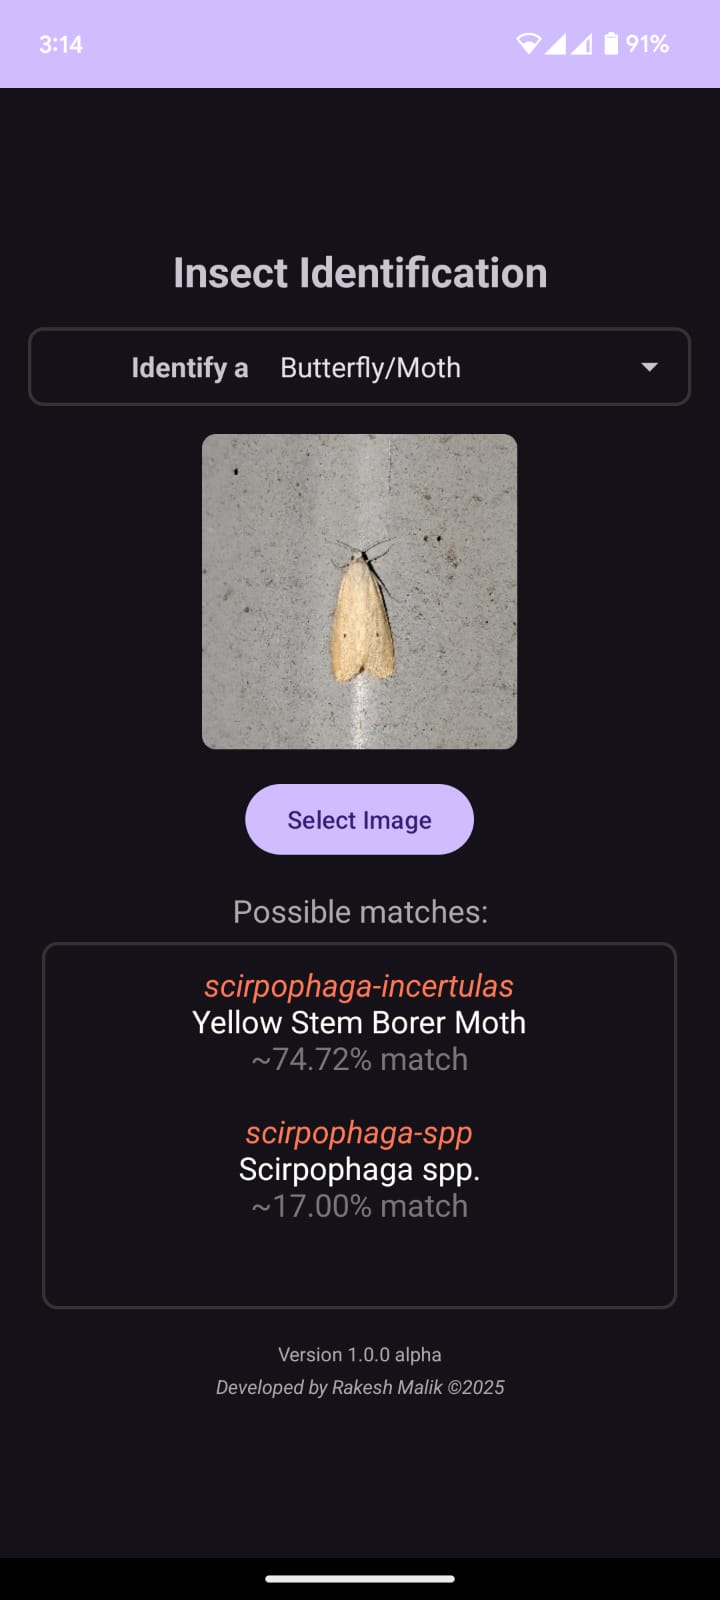 3:14
91%
Insect Identification
Identify a Butterfly/Moth
Select Image
Possible matches:
scirpophaga-incertulas
Yellow Stem Borer Moth
~74.72% match
scirpophaga-spp
Scirpophaga spp.
~17.00% match
Version 1.0.0 alpha
Developed by Rakesh Malik ©2025